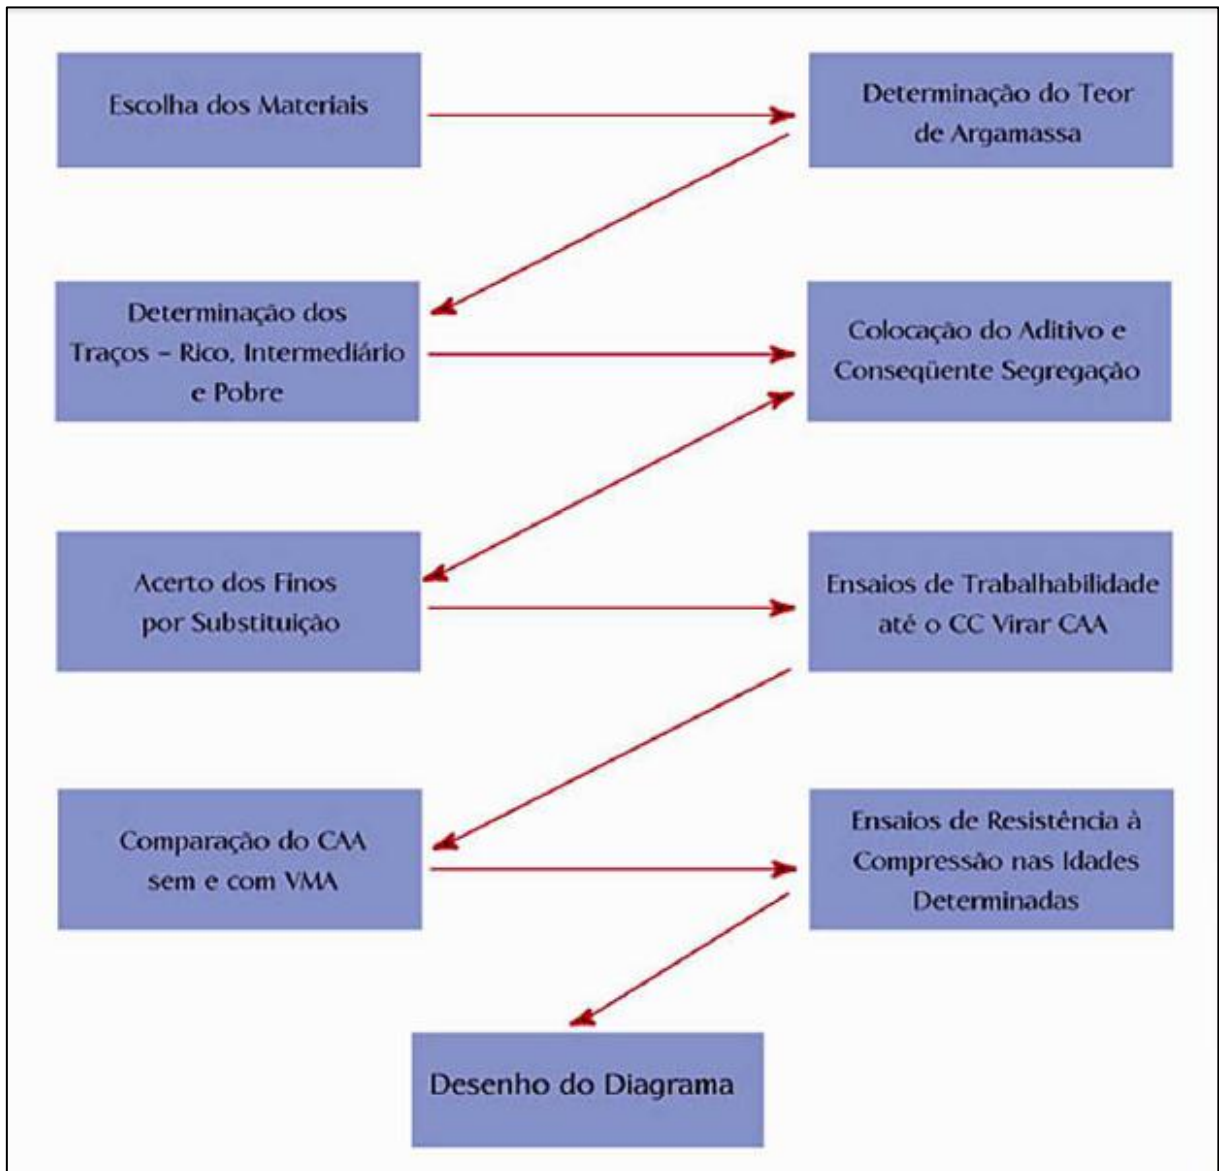 Escolha dos Materiais
Determinação do Teor
de Argamassa
Determinação dos
Traços – Rico, Intermediário
e Pobre
Colocação do Aditivo e
Conseqüente Segregação
Acerto dos Finos
por Substituição
Ensaios de Trabalhabilidade
até o CC Virar CAA
Comparação do CAA
sem e com VMA
Ensaios de Resistência à
Compressão nas Idades
Determinadas
Desenho do Diagrama